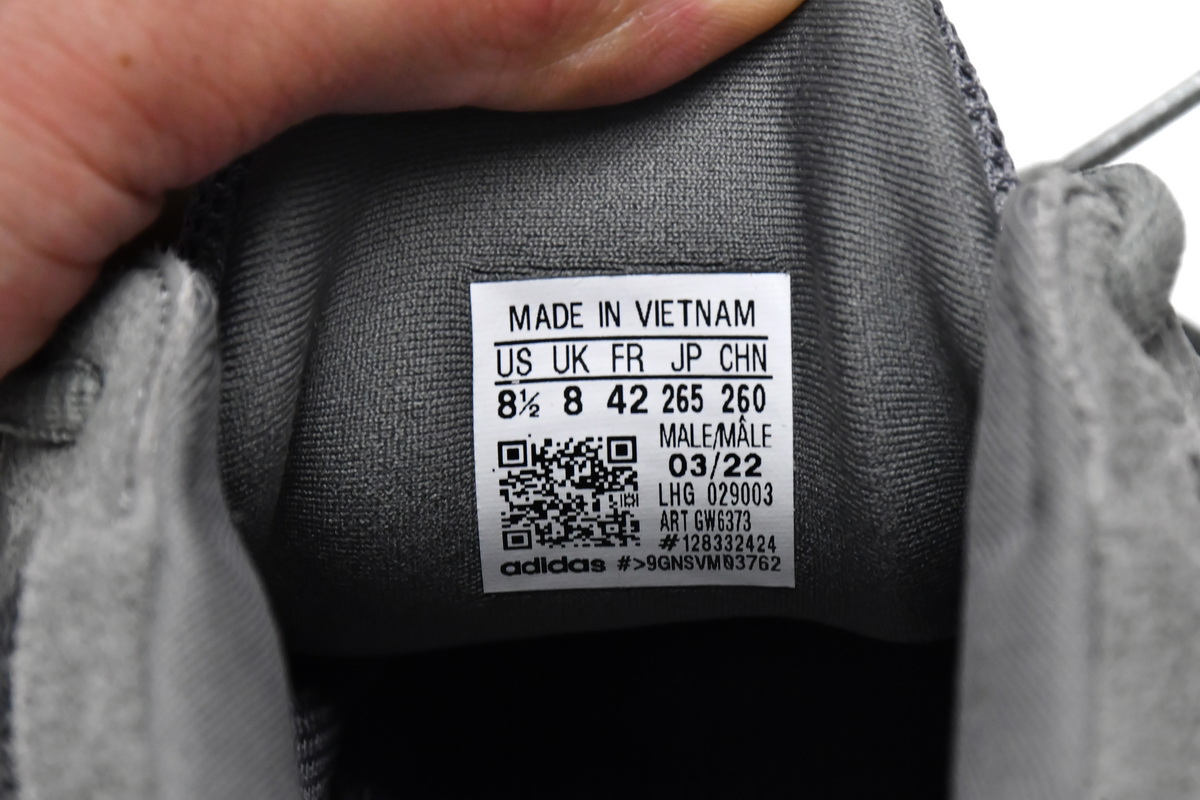 MADE IN VIETNAM
US UK FR JP CHN
8½ 8 42 265 260
MALE/MÂLE
03/22
LHG 029003
ART GW6373
#128332424
adidas #>9GNSVM03762